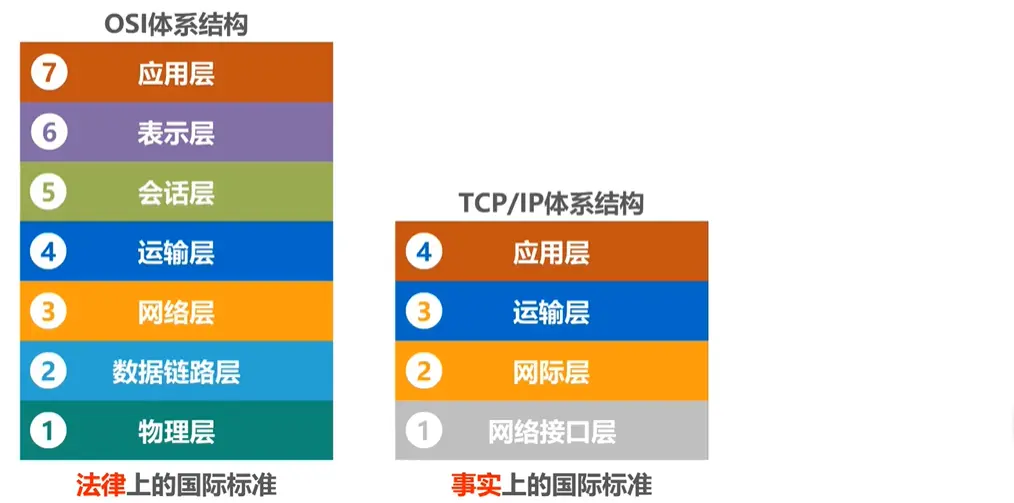 OSI体系结构
7 应用层
6 表示层
5 会话层
4 运输层
3 网络层
2 数据链路层
1 物理层
法律上的国际标准
TCP/IP体系结构
4 应用层
3 运输层
2 网际层
1 网络接口层
事实上的国际标准